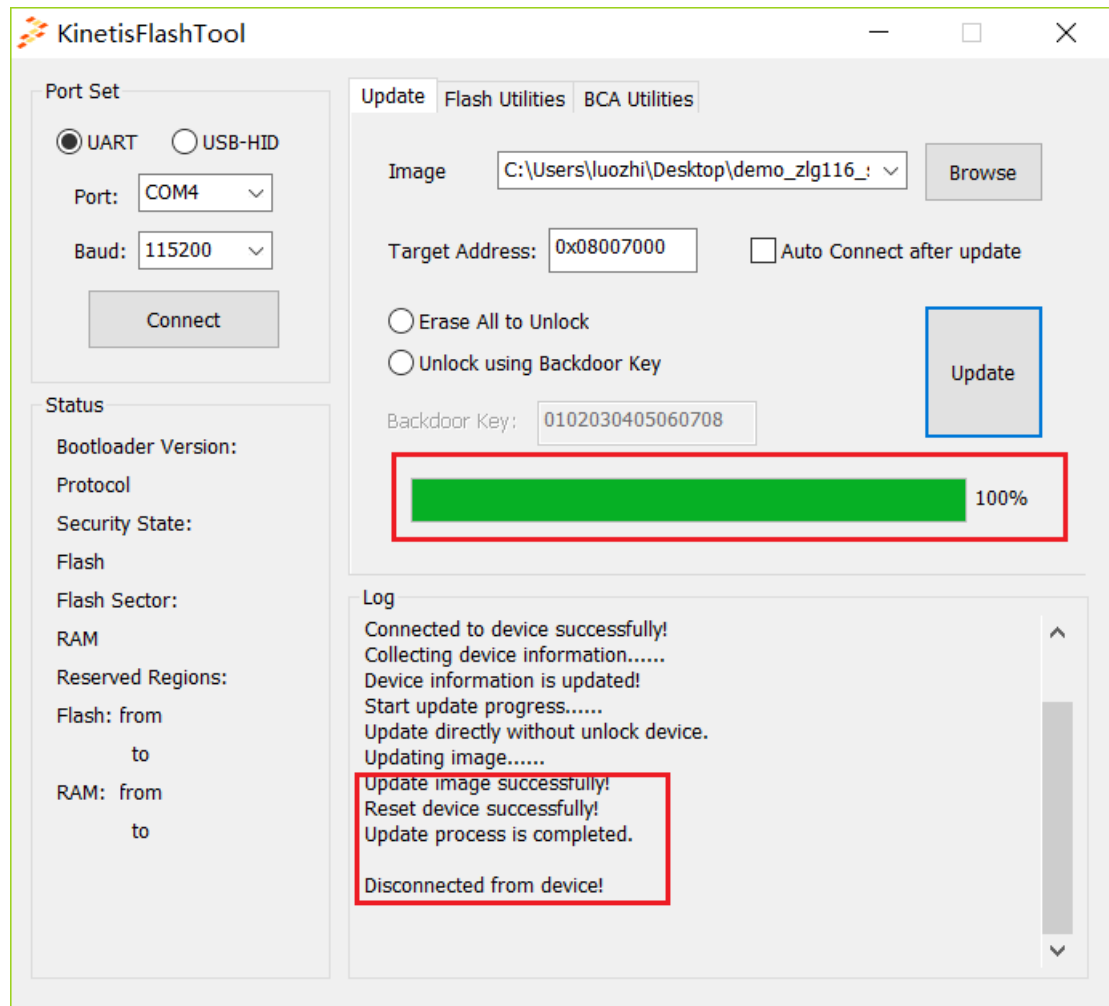 KinetisFlashTool
Port Set
UART USB-HID
Port: COM4
Baud: 115200
Connect
Status
Bootloader Version:
Protocol
Security State:
Flash
Flash Sector:
RAM
Reserved Regions:
Flash: from
to
RAM: from
to
Update Flash Utilities BCA Utilities
Image C:\Users\luozhi\Desktop\demo_zlg116_ Browse
Target Address: 0x08007000 Auto Connect after update
Erase All to Unlock
Unlock using Backdoor Key
Update
Backdoor Key: 0102030405060708
100%
Log
Connected to device successfully!
Collecting device information......
Device information is updated!
Start update progress......
Update directly without unlock device.
Updating image......
Update image successfully!
Reset device successfully!
Update process is completed.
Disconnected from device!